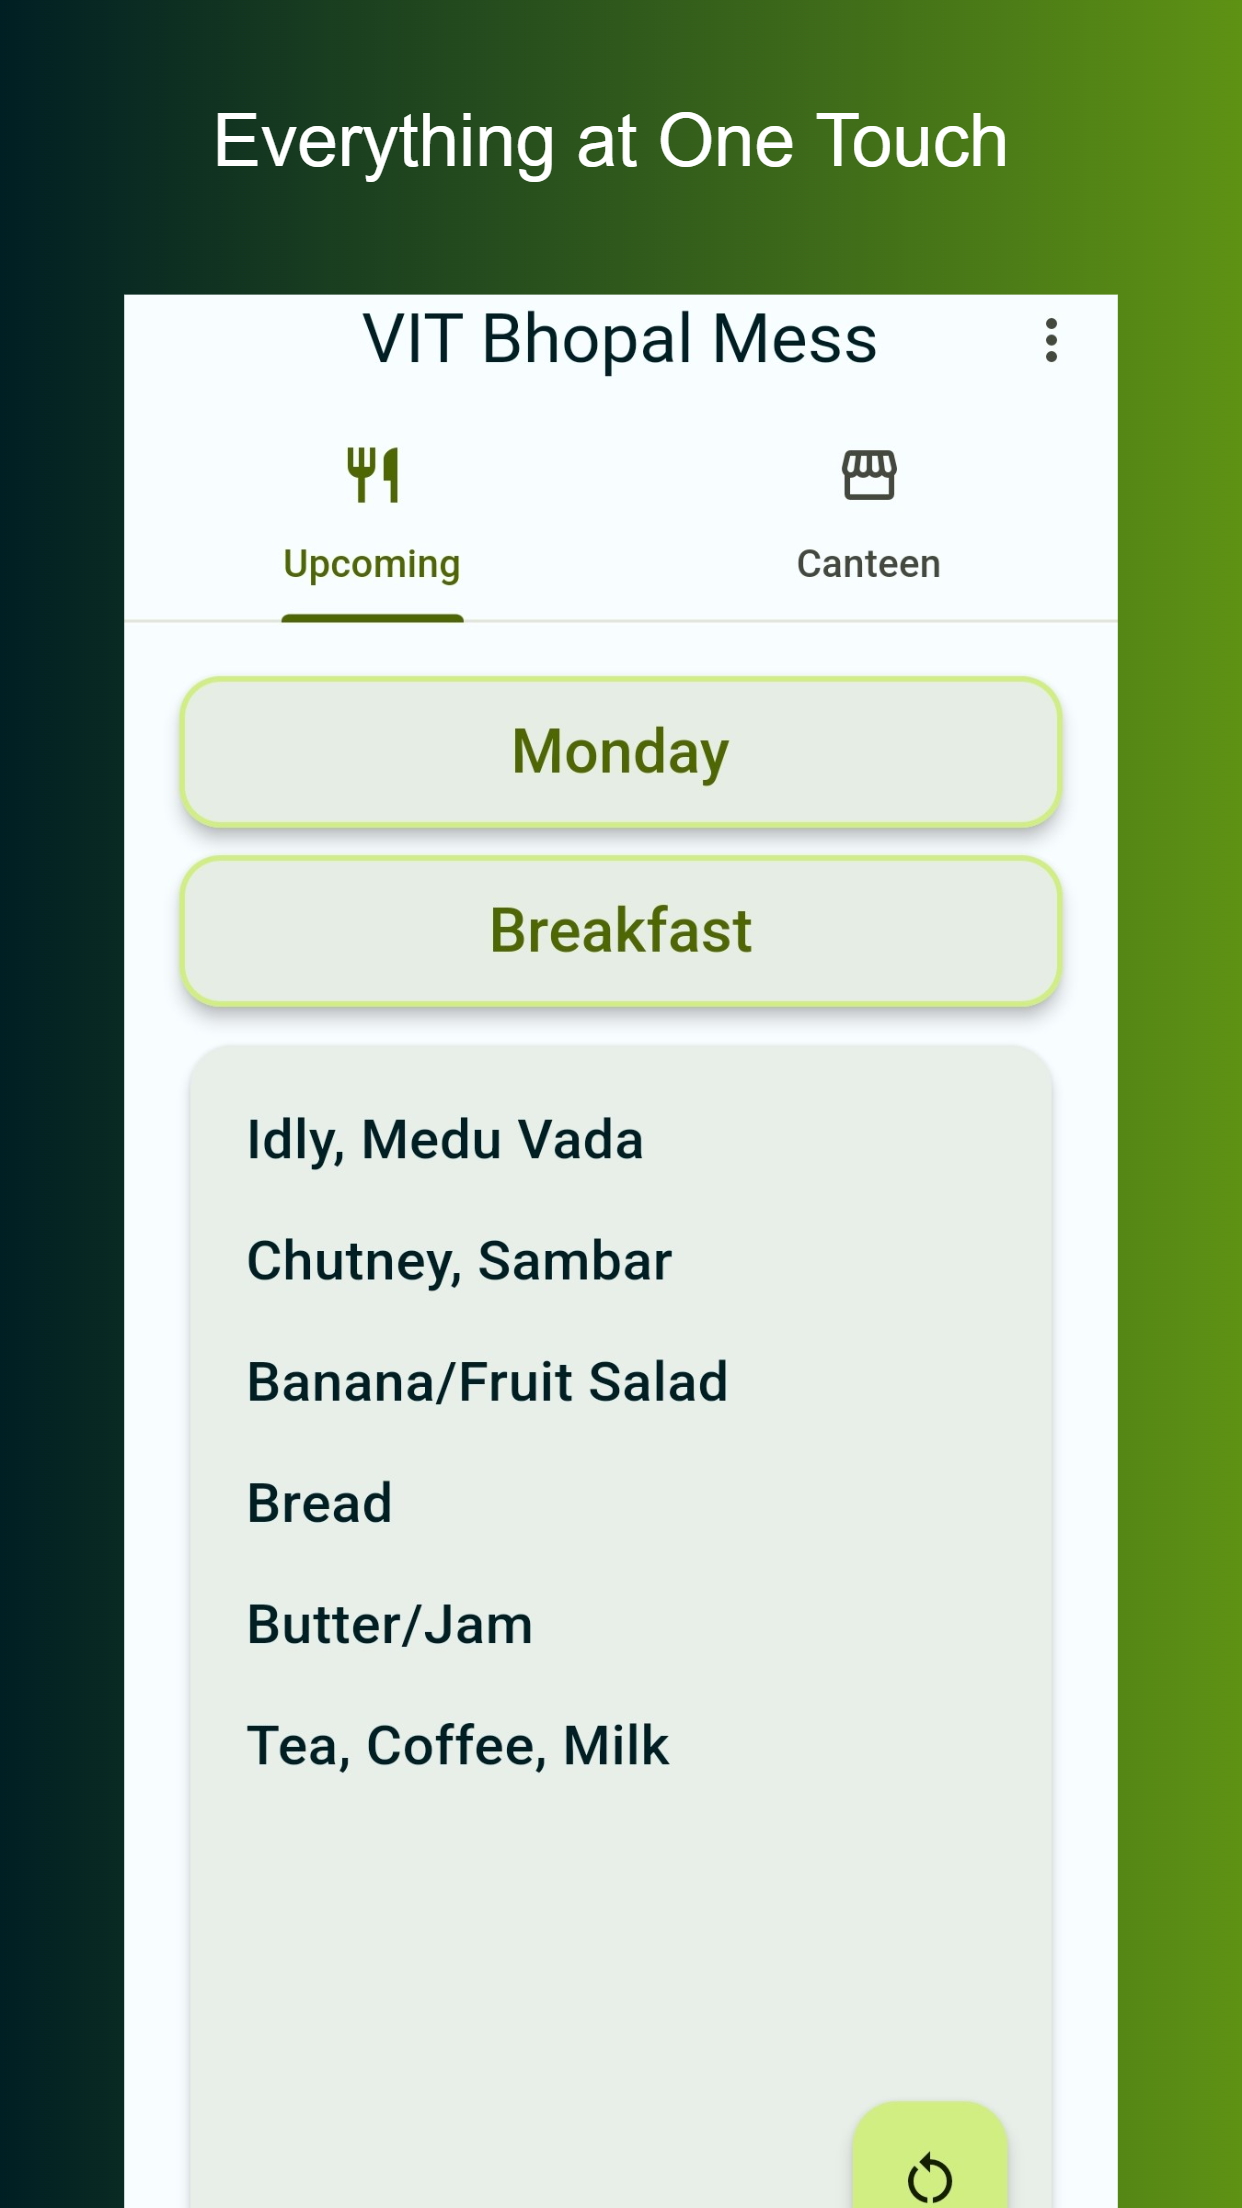 Everything at One Touch
VIT Bhopal Mess
Upcoming
Canteen
Monday
Breakfast
Idly, Medu Vada
Chutney, Sambar
Banana/Fruit Salad
Bread
Butter/Jam
Tea, Coffee, Milk